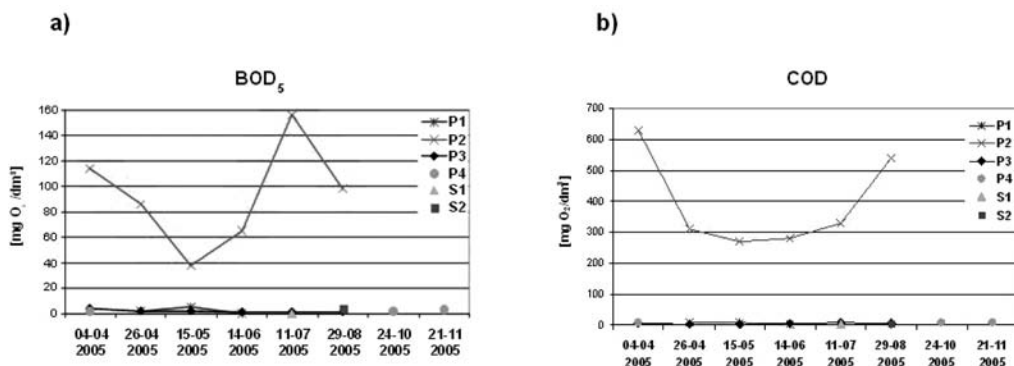 a)
BOD₅
[mg O₂/dm³]
160
140
120
100
80
60
40
20
0
04-04 26-04 15-05 14-06 11-07 29-08 24-10 21-11
2005 2005 2005 2005 2005 2005 2005 2005
P1
P2
P3
P4
S1
S2
b)
COD
[mg O₂/dm³]
700
600
500
400
300
200
100
0
04-04 26-04 15-05 14-06 11-07 29-08 24-10 21-11
2005 2005 2005 2005 2005 2005 2005 2005
P1
P2
P3
P4
S1
S2